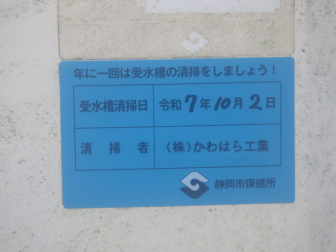 年に一回は受水槽の清掃をしましょう！
受水槽清掃日 令和7年10月2日
清掃者 （株）かわはら工業
静岡市保健所